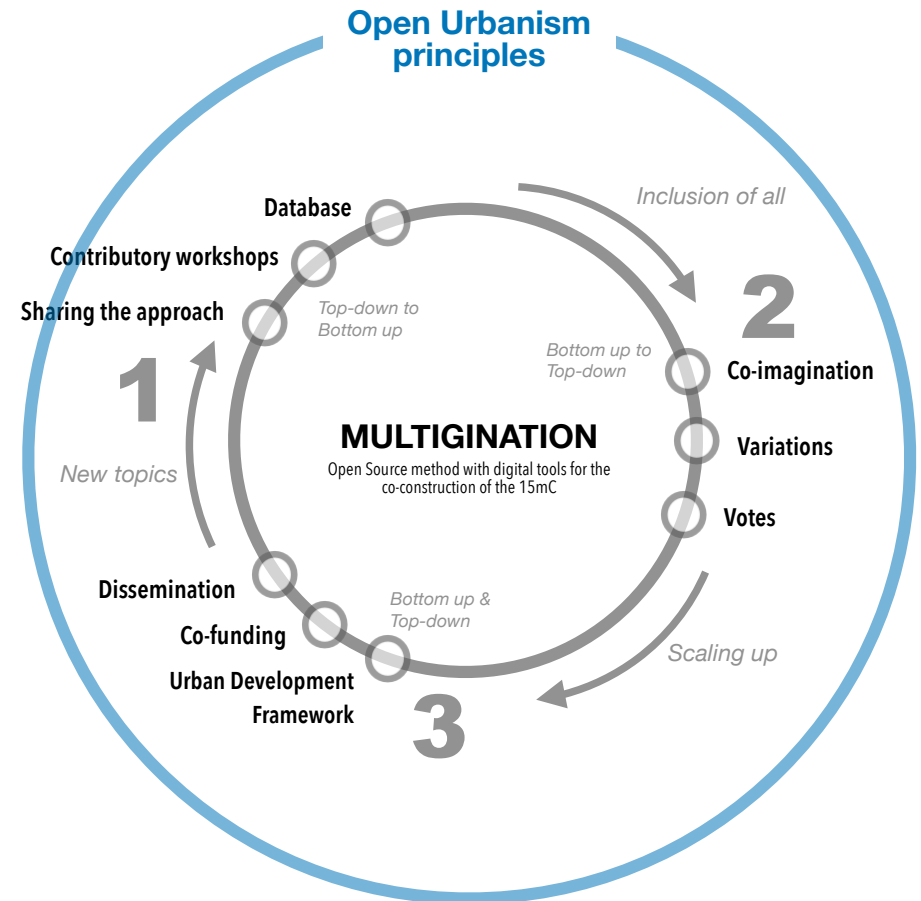 Open Urbanism
principles
Database
Inclusion of all
Contributory workshops
Sharing the approach
Top-down to
Bottom up
2
1
Bottom up to
Top-down
Co-imagination
MULTIGINATION
Open Source method with digital tools for the
co-construction of the 15mC
Variations
New topics
Votes
Dissemination
Bottom up &
Top-down
Co-funding
Scaling up
Urban Development
Framework
3